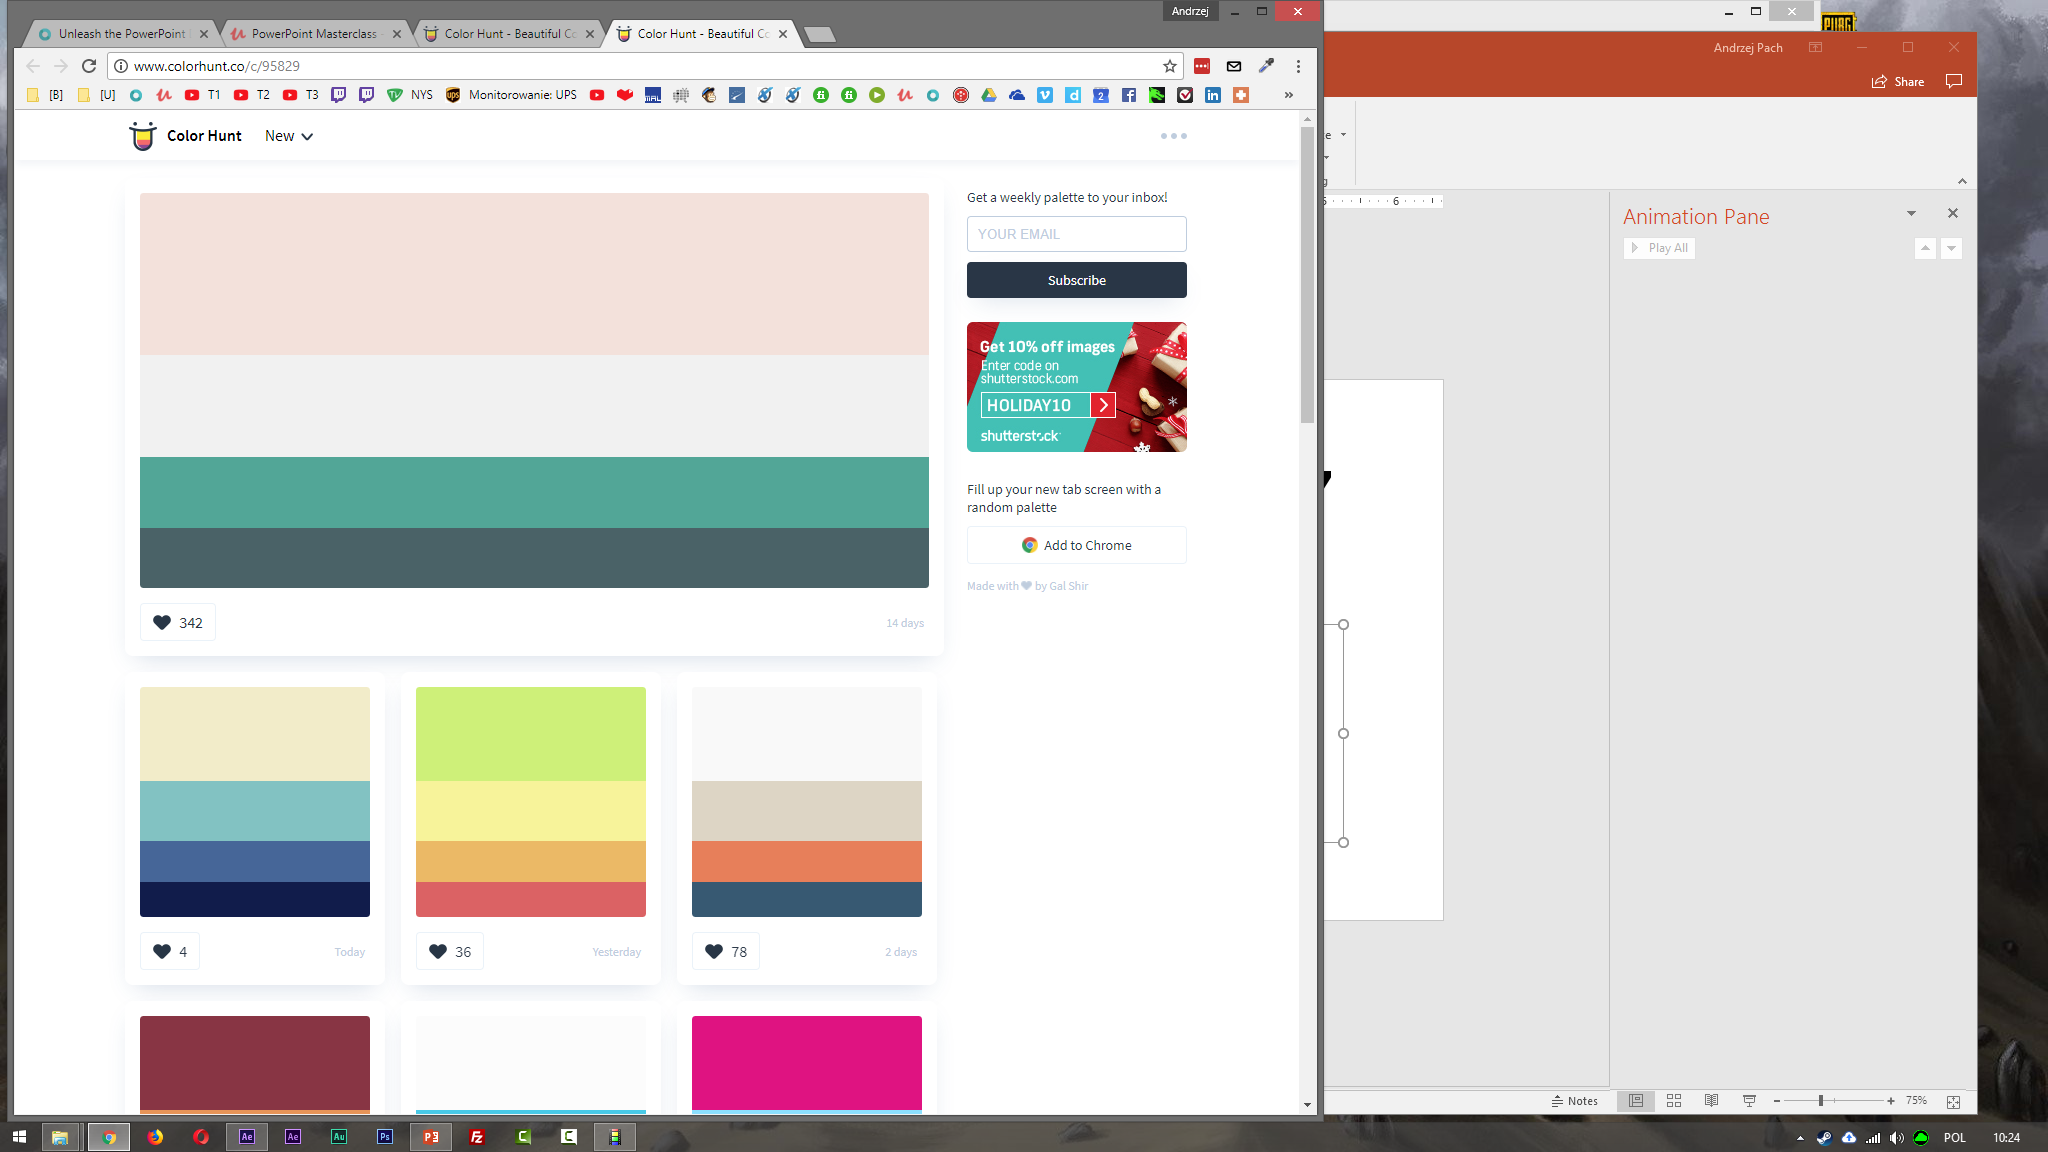 Andrzej
Unleash the PowerPoint
PowerPoint Masterclass
Color Hunt - Beautiful Co
Color Hunt - Beautiful Co
www.colorhunt.co/c/95829
[B]
[U]
T1
T2
T3
NYS
Monitorowanie: UPS
Color Hunt
New
Get a weekly palette to your inbox!
YOUR EMAIL
Subscribe
Get 10% off images
Enter code on
shutterstock.com
HOLIDAY10
shutterstock
Fill up your new tab screen with a
random palette
Add to Chrome
Made with by Gal Shir
342
14 days
4
Today
36
Yesterday
78
2 days
PUBG
Andrzej Pach
Share
6
Animation Pane
Play All
Notes
75%
POL
10:24